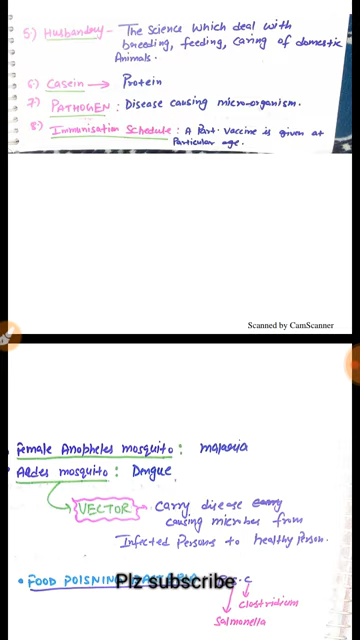 5) Husbandry - The Science which deal with
breeding, feeding, caring of domestic
Animals.
6) Casein → Protein
7) PATHOGEN : Disease causing micro-organism.
8) Immunisation Schedule : A Part. vaccine is given at
Particular age.
Scanned by CamScanner
Female Anopheles mosquito : malaria
Aedes mosquito : Dengue
VECTOR → Carry disease
causing microbes from
Infected Persons to healthy Person.
• FOOD POISNING
Plz subscribe
Clostridium
Salmonella